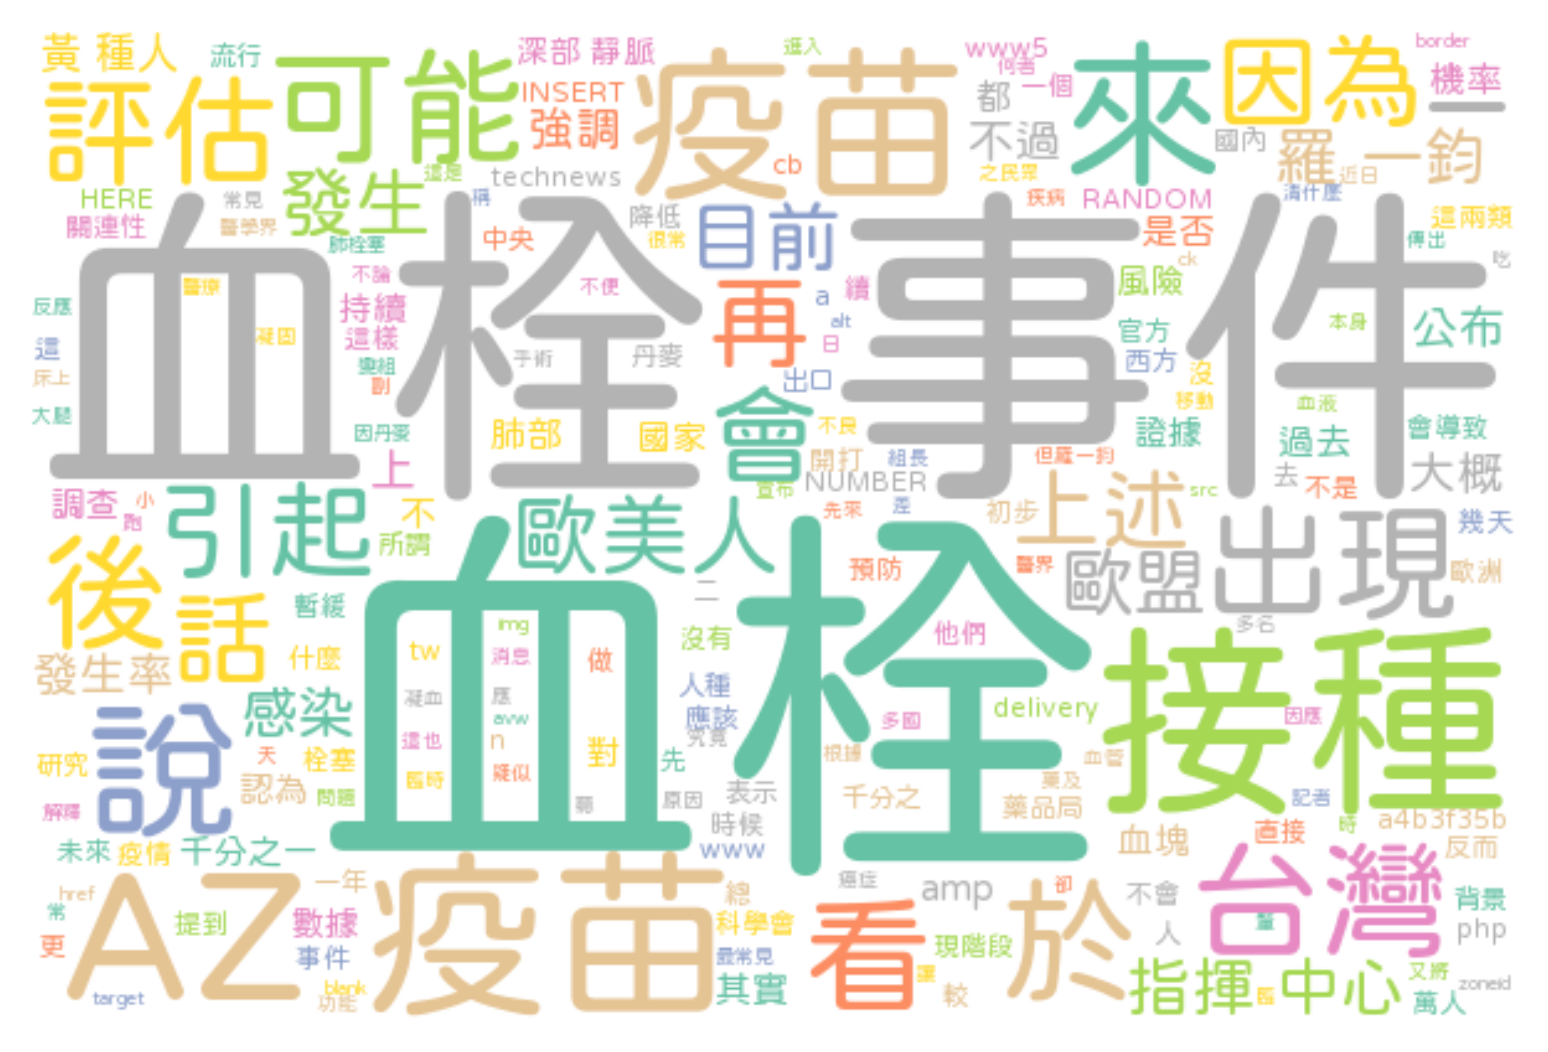 黃 種人
流行
深部 靜脈
進入
www5
border
何者
評估
可能
INSERT
強調
疫苗
都
一個
來
因為
機率
一
cb
不過
國內
羅 一鈞
近日
HERE
常見
發生
這是
technews
稱
降低
之民眾
疾病
RANDOM
清什麼
這兩類
關連性
醫學界
肺栓塞
中央
很常
目前
是否
傳出
血栓事件
醫療
不論
不便
ck
吃
反應
持續
再
a
續
風險
凝固
這樣
alt
官方
本身
公布
這
手術
丹麥
日
西方
床上
劑
出口
沒
大腿
因丹麥
肺部
國家
會
不良
移動
血液
證據
過去
會導致
上
開打
組長
但羅一鈞
調查
小
引起
不
歐美人
宣布
NUMBER
先來
差
初步
上述
src
去
不是
大概
跑
所謂
出現
幾天
後
話
暫緩
血栓
二
預防
醫界
歐盟
歐洲
多名
發生率
什麼
tw
img
消息
做
沒有
他們
接種
說
感染
凝血
應
人種
應該
究竟
delivery
多國
因應
avw
這也
n
對
研究
天
栓塞
先
根據
血管
認為
問題
臨時
疑似
聽
原因
表示
千分之
藥及
藥品局
記者
解釋
時候
血塊
直接
時
a4b3f35b
未來
疫情
千分之一
www
反而
href
AZ疫苗
一年
總
癌症
amp
於
卻
不會
台灣
背景
常
提到
數據
科學會
看
人
php
更
事件
最常見
現階段
target
blank
功能
其實
讓
較
指揮 中心
又將
萬人
zoneid